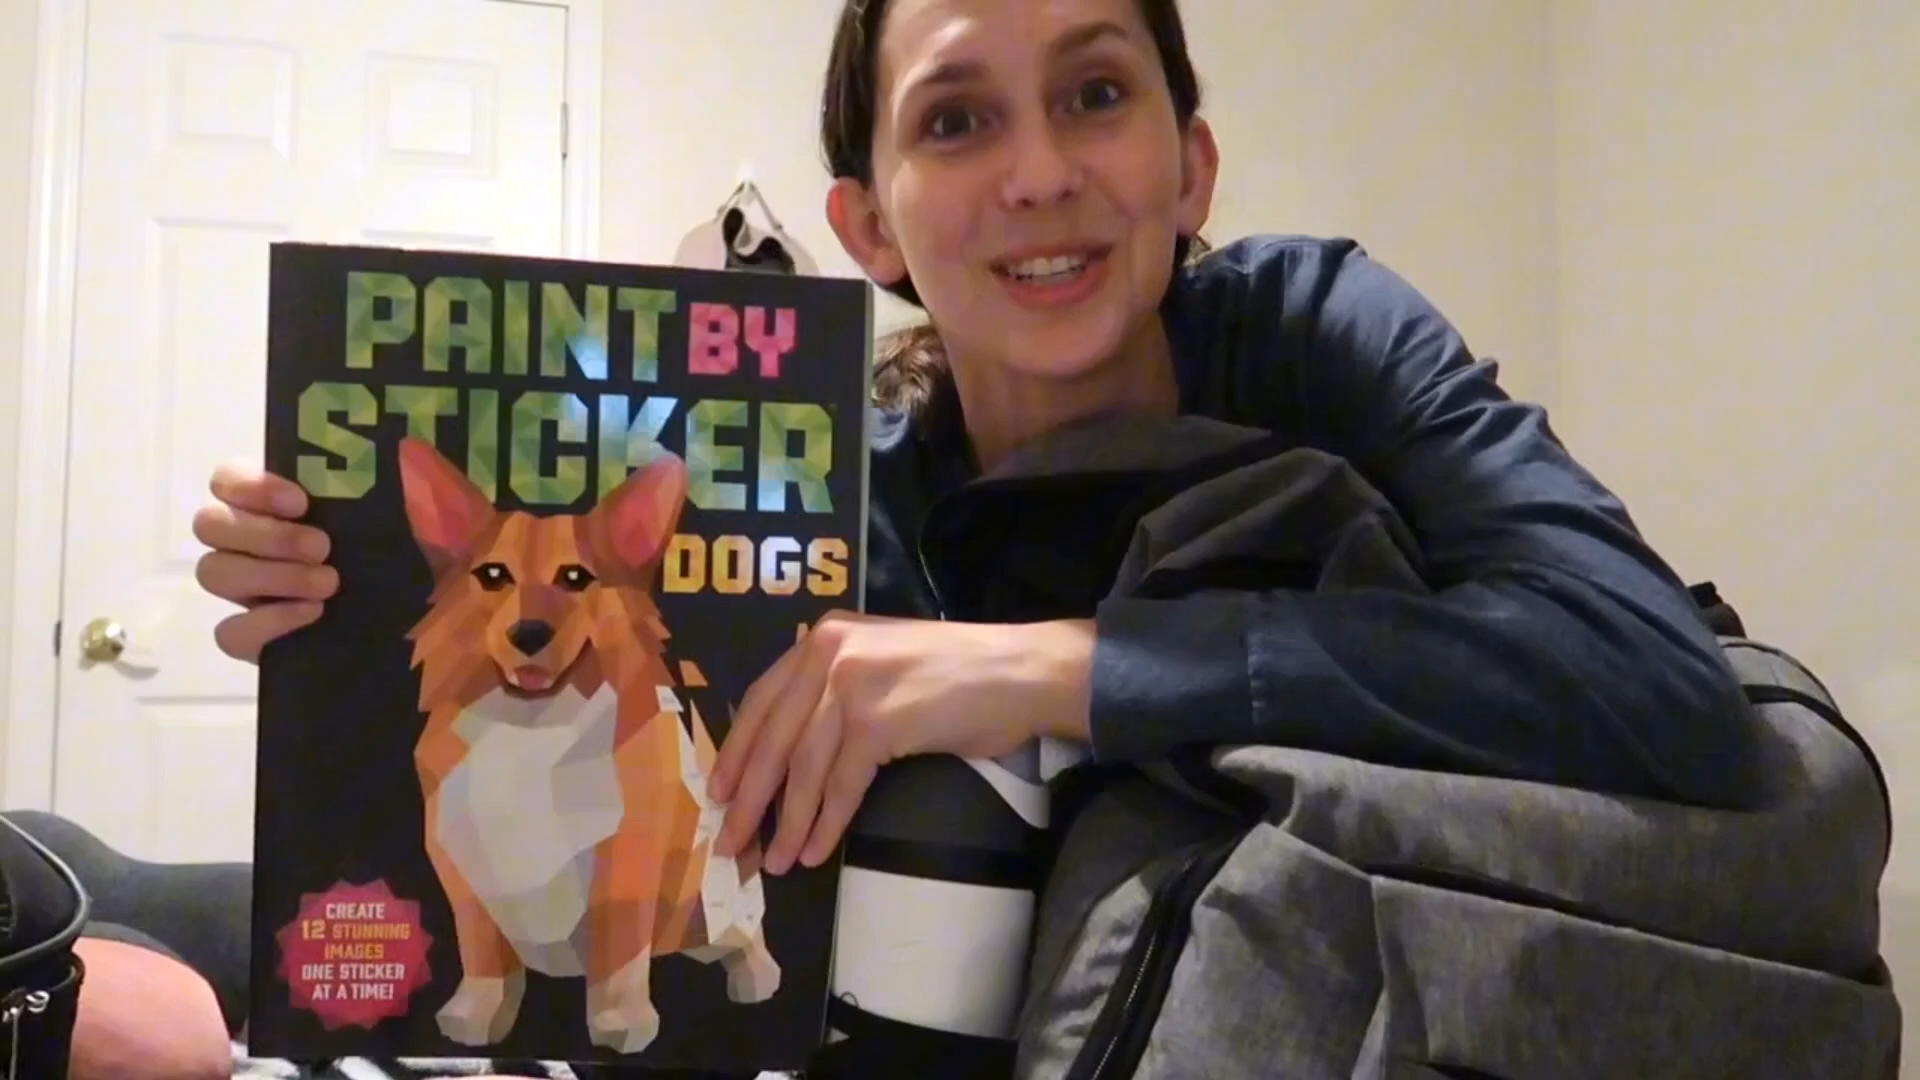 PAINT BY
STICKER
DOGS
CREATE
12 STUNNING
IMAGES
ONE STICKER
AT A TIME!